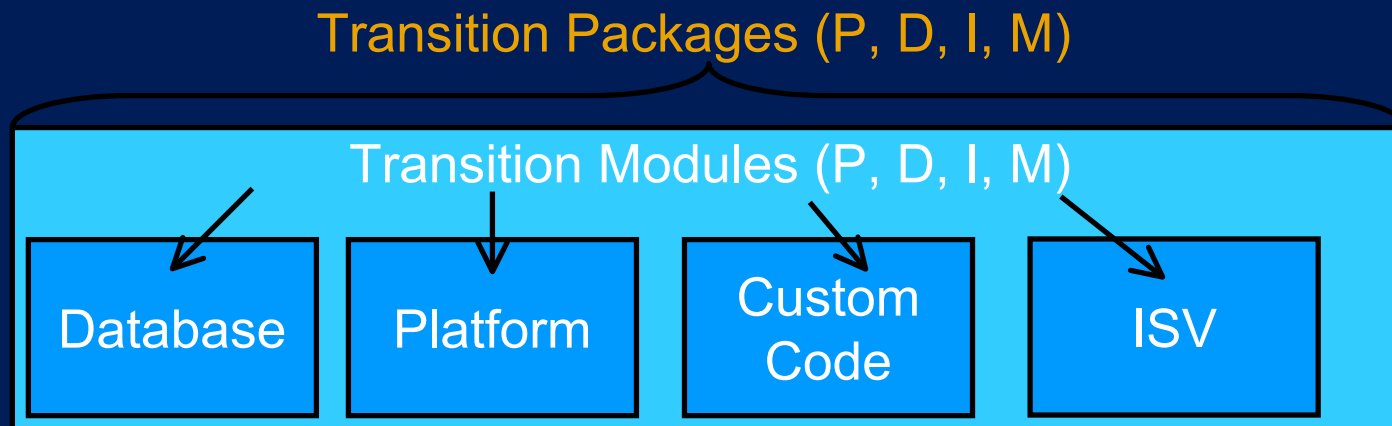 Transition Packages (P, D, I, M)
Transition Modules (P, D, I, M)
Database
Platform
Custom
Code
ISV